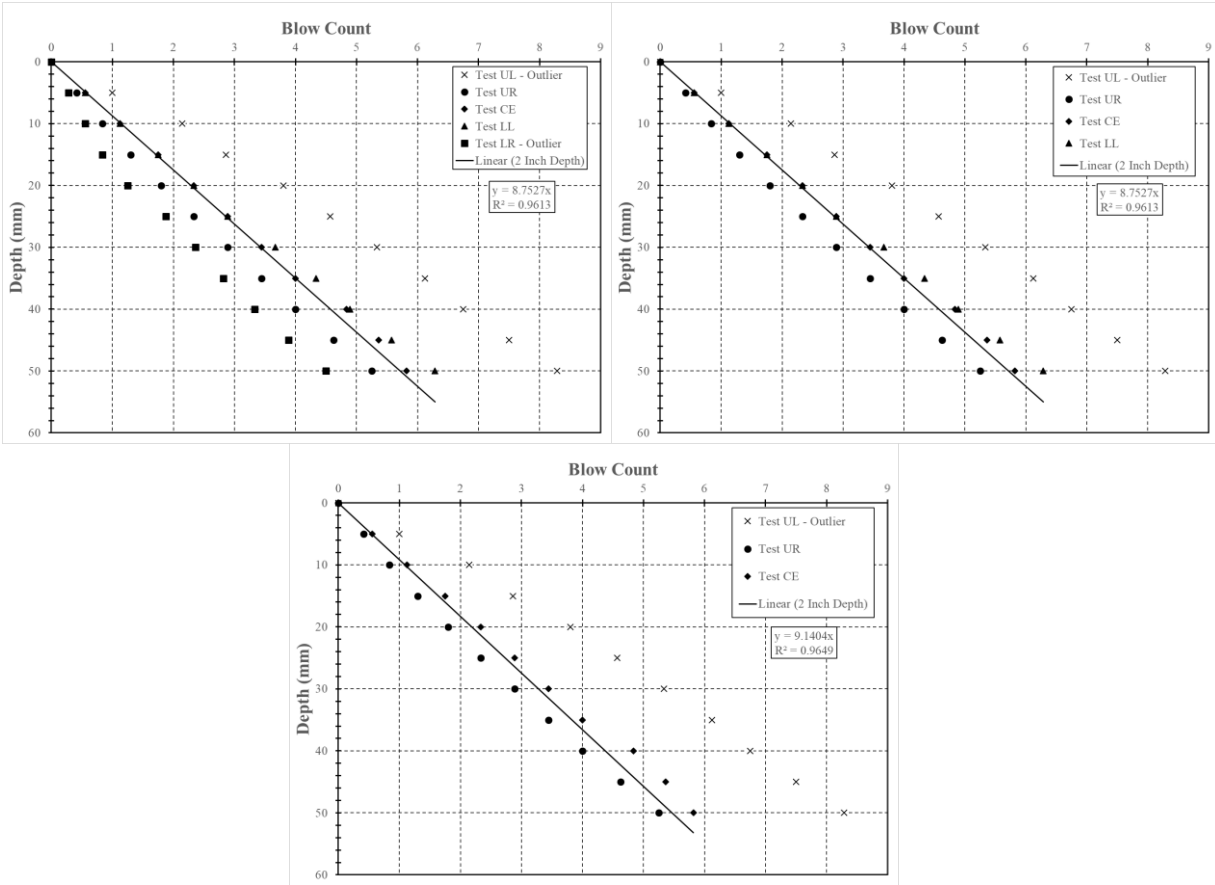 Blow Count
0 1 2 3 4 5 6 7 8 9
0
10
20
30
40
50
60
Depth (mm)
Test UL - Outlier
Test UR
Test CE
Test LL
Test LR - Outlier
Linear (2 Inch Depth)
y = 8.7527x
R² = 0.9613
Blow Count
0 1 2 3 4 5 6 7 8 9
0
10
20
30
40
50
60
Depth (mm)
Test UL - Outlier
Test UR
Test CE
Test LL
Linear (2 Inch Depth)
y = 8.7527x
R² = 0.9613
Blow Count
0 1 2 3 4 5 6 7 8 9
0
10
20
30
40
50
60
Depth (mm)
Test UL - Outlier
Test UR
Test CE
Linear (2 Inch Depth)
y = 9.1404x
R² = 0.9649